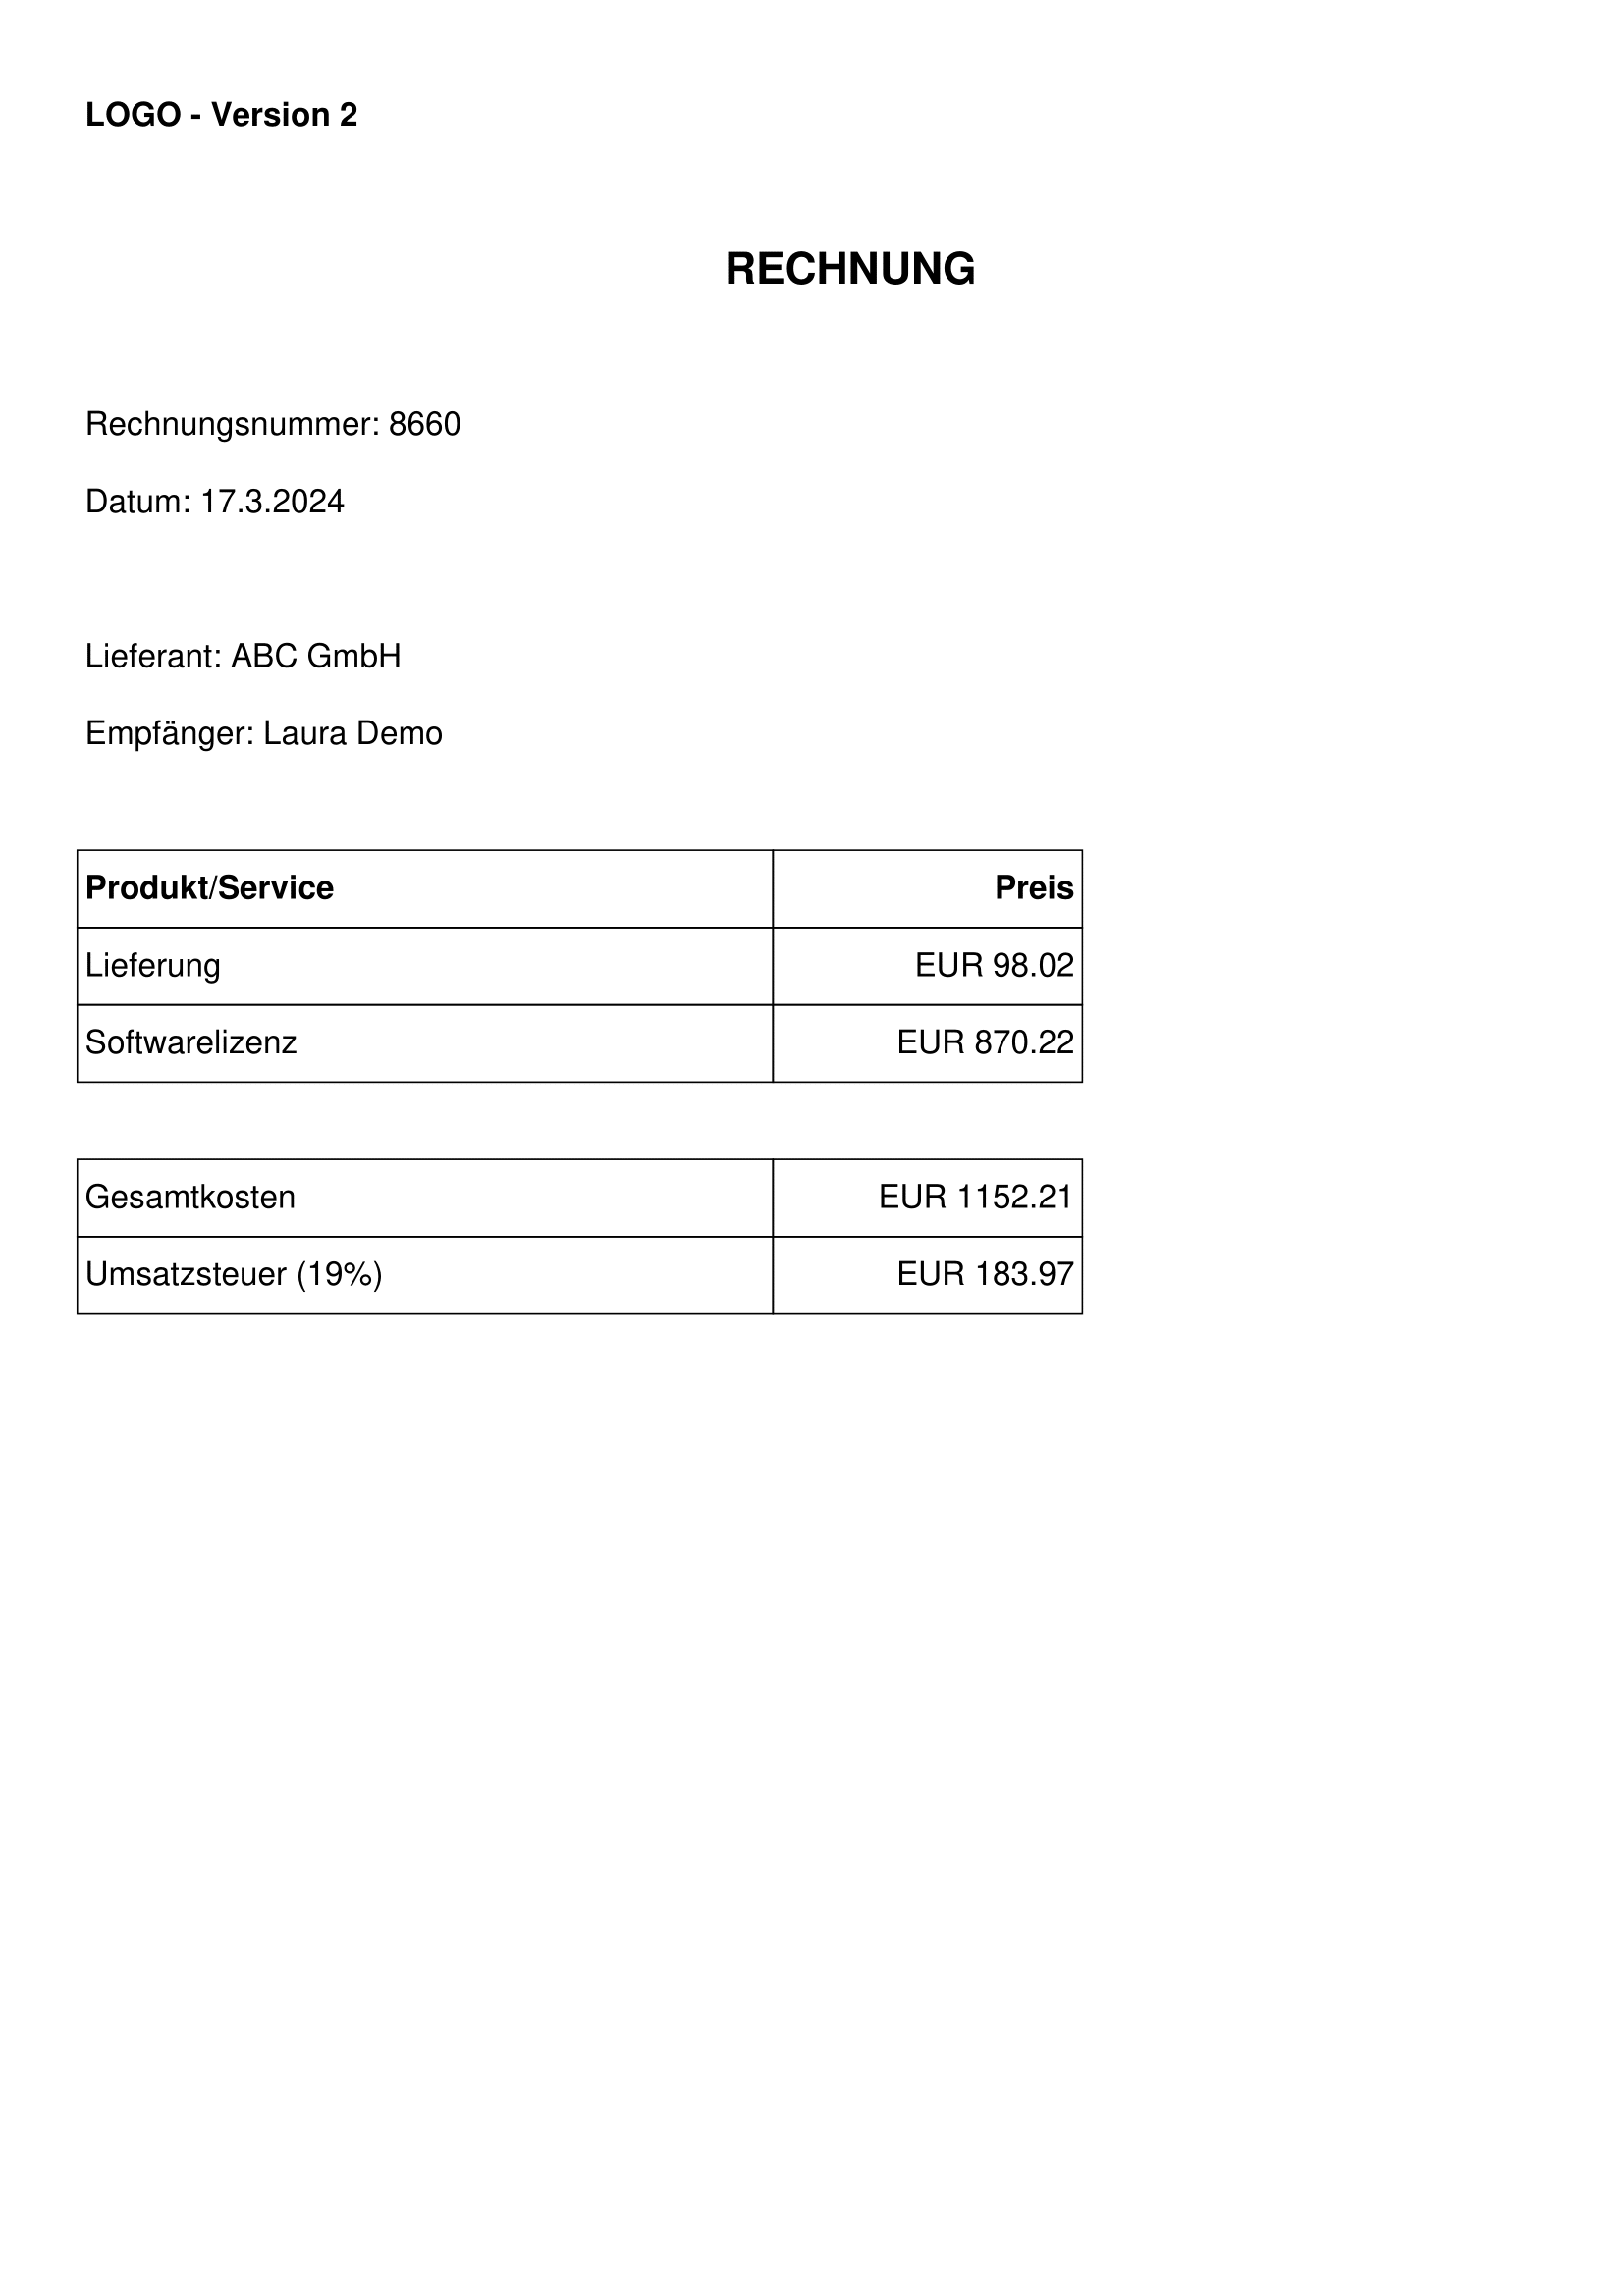 LOGO - Version 2
RECHNUNG
Rechnungsnummer: 8660
Datum: 17.3.2024
Lieferant: ABC GmbH
Empfänger: Laura Demo
Produkt/Service Preis
Lieferung EUR 98.02
Softwarelizenz EUR 870.22
Gesamtkosten EUR 1152.21
Umsatzsteuer (19%) EUR 183.97